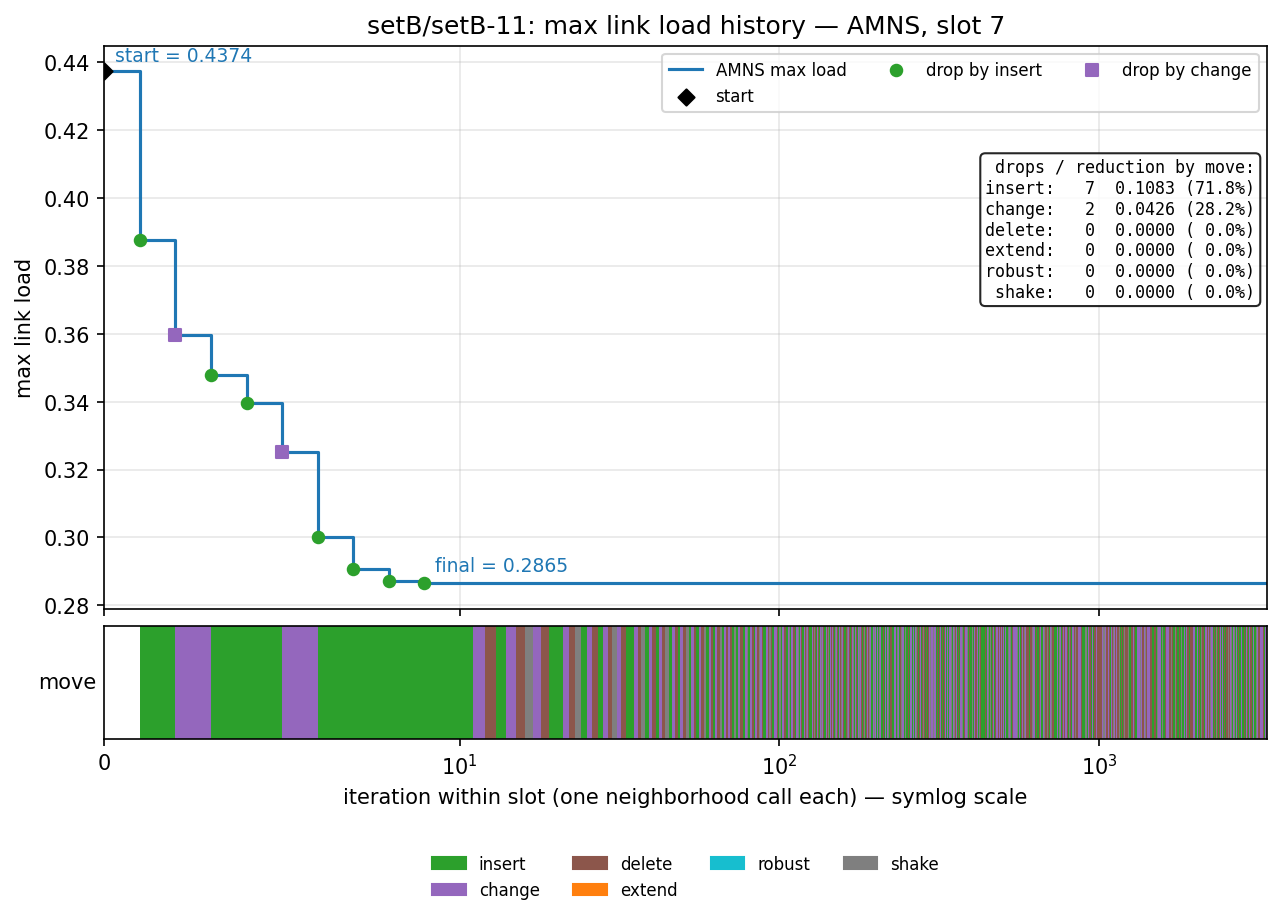 setB/setB-11: max link load history — AMNS, slot 7
start = 0.4374
AMNS max load
drop by insert
drop by change
start
drops / reduction by move:
insert: 7 0.1083 (71.8%)
change: 2 0.0426 (28.2%)
delete: 0 0.0000 ( 0.0%)
extend: 0 0.0000 ( 0.0%)
robust: 0 0.0000 ( 0.0%)
shake: 0 0.0000 ( 0.0%)
max link load
0.44
0.42
0.40
0.38
0.36
0.34
0.32
0.30
0.28
final = 0.2865
move
0
10¹
10²
10³
iteration within slot (one neighborhood call each) — symlog scale
insert
delete
robust
shake
change
extend